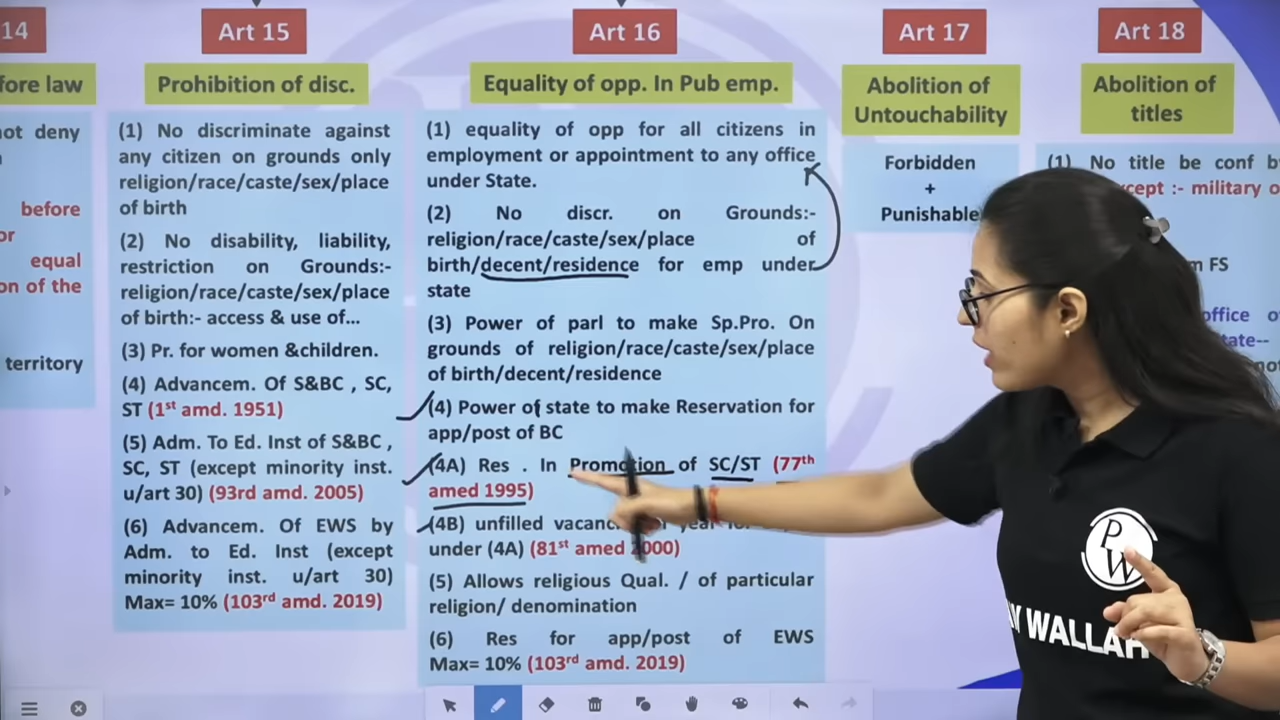 14
fore law
ot deny
before
or
equal
on of the
territory
Art 15
Prohibition of disc.
(1) No discriminate against
any citizen on grounds only
religion/race/caste/sex/place
of birth
(2) No disability, liability,
restriction on Grounds:-
religion/race/caste/sex/place
of birth:- access & use of...
(3) Pr. for women &children.
(4) Advancem. Of S&BC , SC,
ST (1st amd. 1951)
(5) Adm. To Ed. Inst of S&BC ,
SC, ST (except minority inst.
u/art 30) (93rd amd. 2005)
(6) Advancem. Of EWS by
Adm. to Ed. Inst (except
minority inst. u/art 30)
Max= 10% (103rd amd. 2019)
Art 16
Equality of opp. In Pub emp.
(1) equality of opp for all citizens in
employment or appointment to any office
under State.
(2) No discr. on Grounds:-
religion/race/caste/sex/place of
birth/decent/residence for emp under
state
(3) Power of parl to make Sp.Pro. On
grounds of religion/race/caste/sex/place
of birth/decent/residence
(4) Power of state to make Reservation for
app/post of BC
(4A) Res . In Promotion of SC/ST (77th
amed 1995)
(4B) unfilled vacanc
under (4A) (81st amed 2000)
(5) Allows religious Qual. / of particular
religion/ denomination
(6) Res for app/post of EWS
Max= 10% (103rd amd. 2019)
Art 17
Abolition of
Untouchability
Forbidden
+
Punishable
Art 18
Abolition of
titles
(1) No title be conf b
cept :- military o
m FS
office o
tate--
not
PW
WALLAH